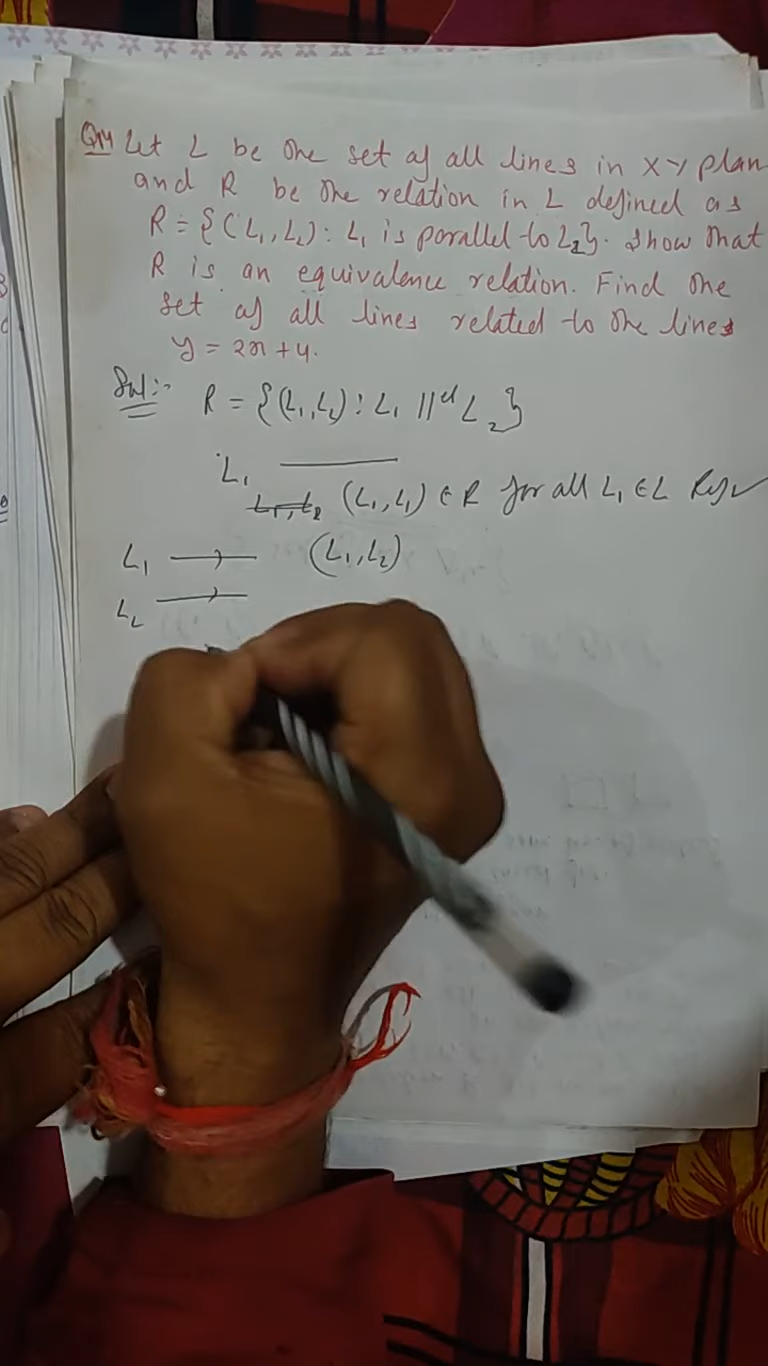 Q14 Let L be the set of all lines in XY plan
and R be the relation in L defined as
R = {(L₁, L₂) : L₁ is parallel to L₂}. Show that
R is an equivalence relation. Find the
set of all lines related to the lines
y = 2x + 4.
Sol:- R = {(L₁, L₂) : L₁ ||el L₂}
L₁
(L₁, L₁) ∈ R for all L₁ ∈ L
L₁ (L₁, L₂)
L₂